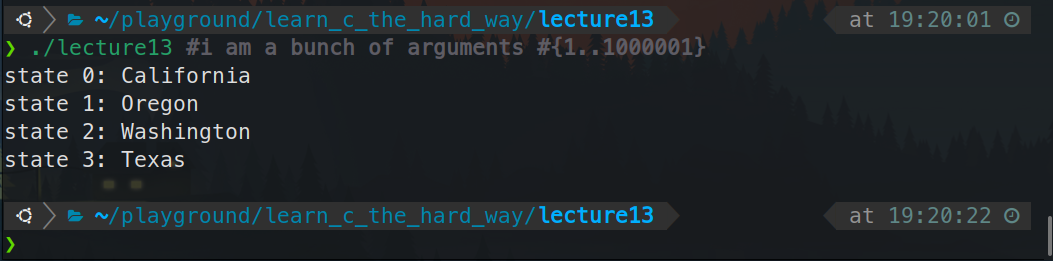 ~/playground/learn_c_the_hard_way/lecture13 at 19:20:01
❯ ./lecture13 #i am a bunch of arguments #{1..1000001}
state 0: California
state 1: Oregon
state 2: Washington
state 3: Texas
~/playground/learn_c_the_hard_way/lecture13 at 19:20:22
❯